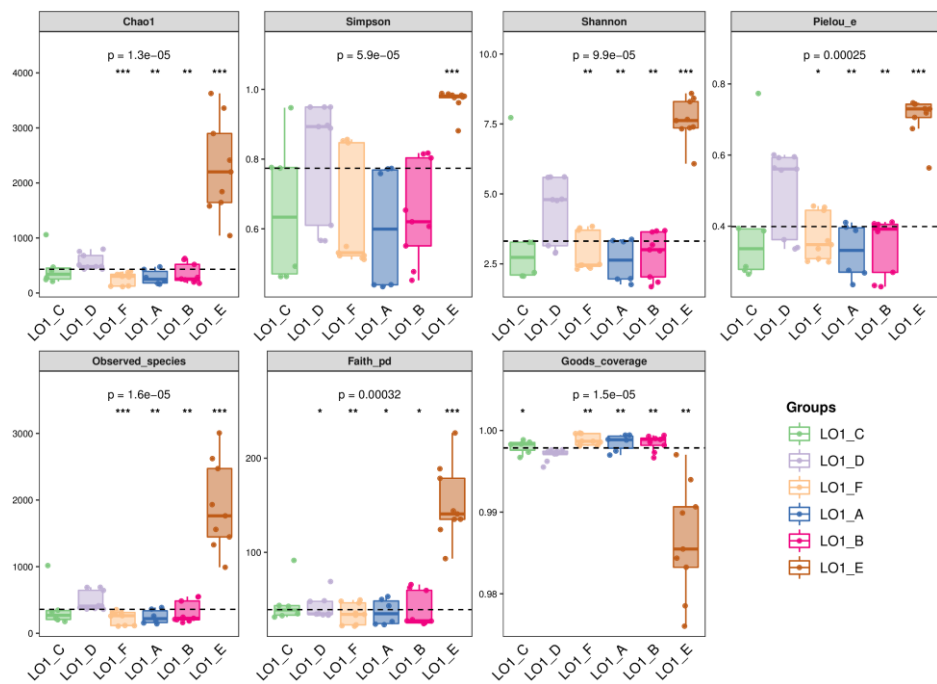 Chao1
p = 1.3e−05
*** ** ** ***
4000
3000
2000
1000
0
LO1_C LO1_D LO1_F LO1_A LO1_B LO1_E
Simpson
p = 5.9e−05
***
1.0
0.8
0.6
LO1_C LO1_D LO1_F LO1_A LO1_B LO1_E
Shannon
p = 9.9e−05
** ** ** ***
10.0
7.5
5.0
2.5
LO1_C LO1_D LO1_F LO1_A LO1_B LO1_E
Pielou_e
p = 0.00025
* ** ** ***
0.8
0.6
0.4
LO1_C LO1_D LO1_F LO1_A LO1_B LO1_E
Observed_species
p = 1.6e−05
*** ** ** ***
3000
2000
1000
0
LO1_C LO1_D LO1_F LO1_A LO1_B LO1_E
Faith_pd
p = 0.00032
* ** * * ***
200
100
LO1_C LO1_D LO1_F LO1_A LO1_B LO1_E
Goods_coverage
p = 1.5e−05
* ** ** ** **
1.00
0.99
0.98
LO1_C LO1_D LO1_F LO1_A LO1_B LO1_E
Groups
LO1_C
LO1_D
LO1_F
LO1_A
LO1_B
LO1_E